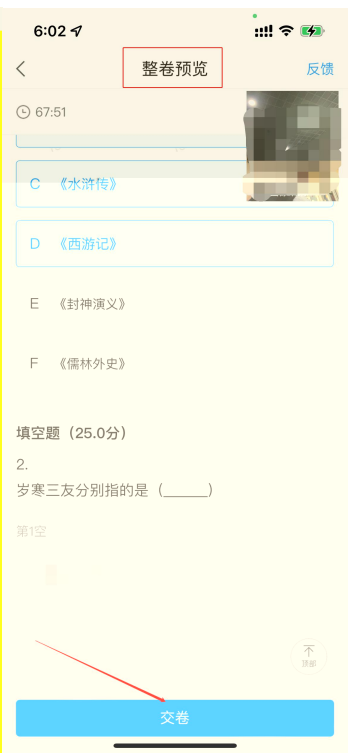 6:02
整卷预览
反馈
67:51
C 《水浒传》
D 《西游记》
E 《封神演义》
F 《儒林外史》
填空题（25.0分）
2.
岁寒三友分别指的是（______）
第1空
顶部
交卷